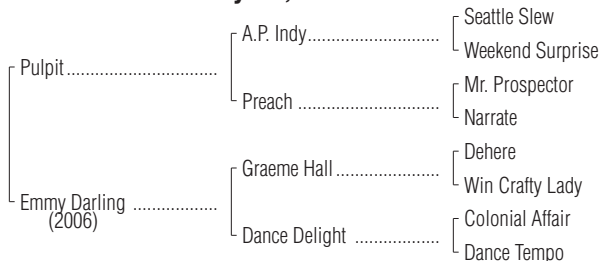 Seattle Slew
A.P. Indy
Weekend Surprise
Pulpit
Mr. Prospector
Preach
Narrate
Dehere
Graeme Hall
Win Crafty Lady
Emmy Darling
(2006)
Colonial Affair
Dance Delight
Dance Tempo